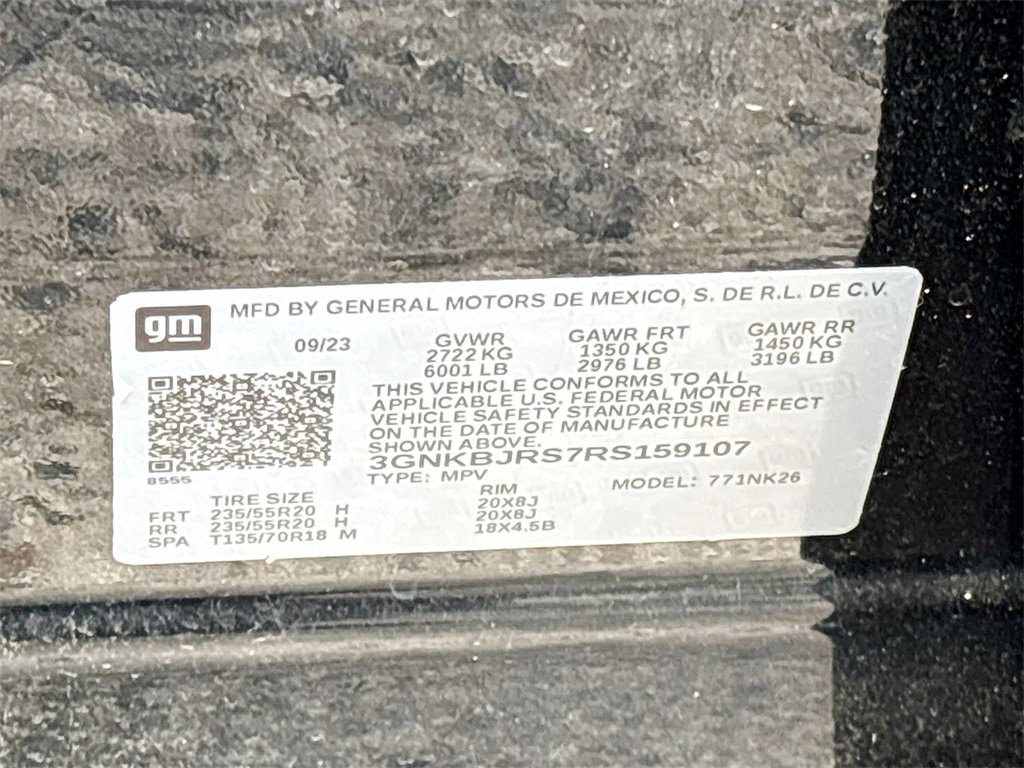 gm
MFD BY GENERAL MOTORS DE MEXICO, S. DE R.L. DE C.V.
09/23 GVWR GAWR FRT GAWR RR
2722 KG 1350 KG 1450 KG
6001 LB 2976 LB 3196 LB
THIS VEHICLE CONFORMS TO ALL
APPLICABLE U.S. FEDERAL MOTOR
VEHICLE SAFETY STANDARDS IN EFFECT
ON THE DATE OF MANUFACTURE
SHOWN ABOVE.
3GNKBJRS7RS159107
8555 TYPE: MPV MODEL: 771NK26
TIRE SIZE RIM
FRT 235/55R20 H 20X8J
RR 235/55R20 H 20X8J
SPA T135/70R18 M 18X4.5B